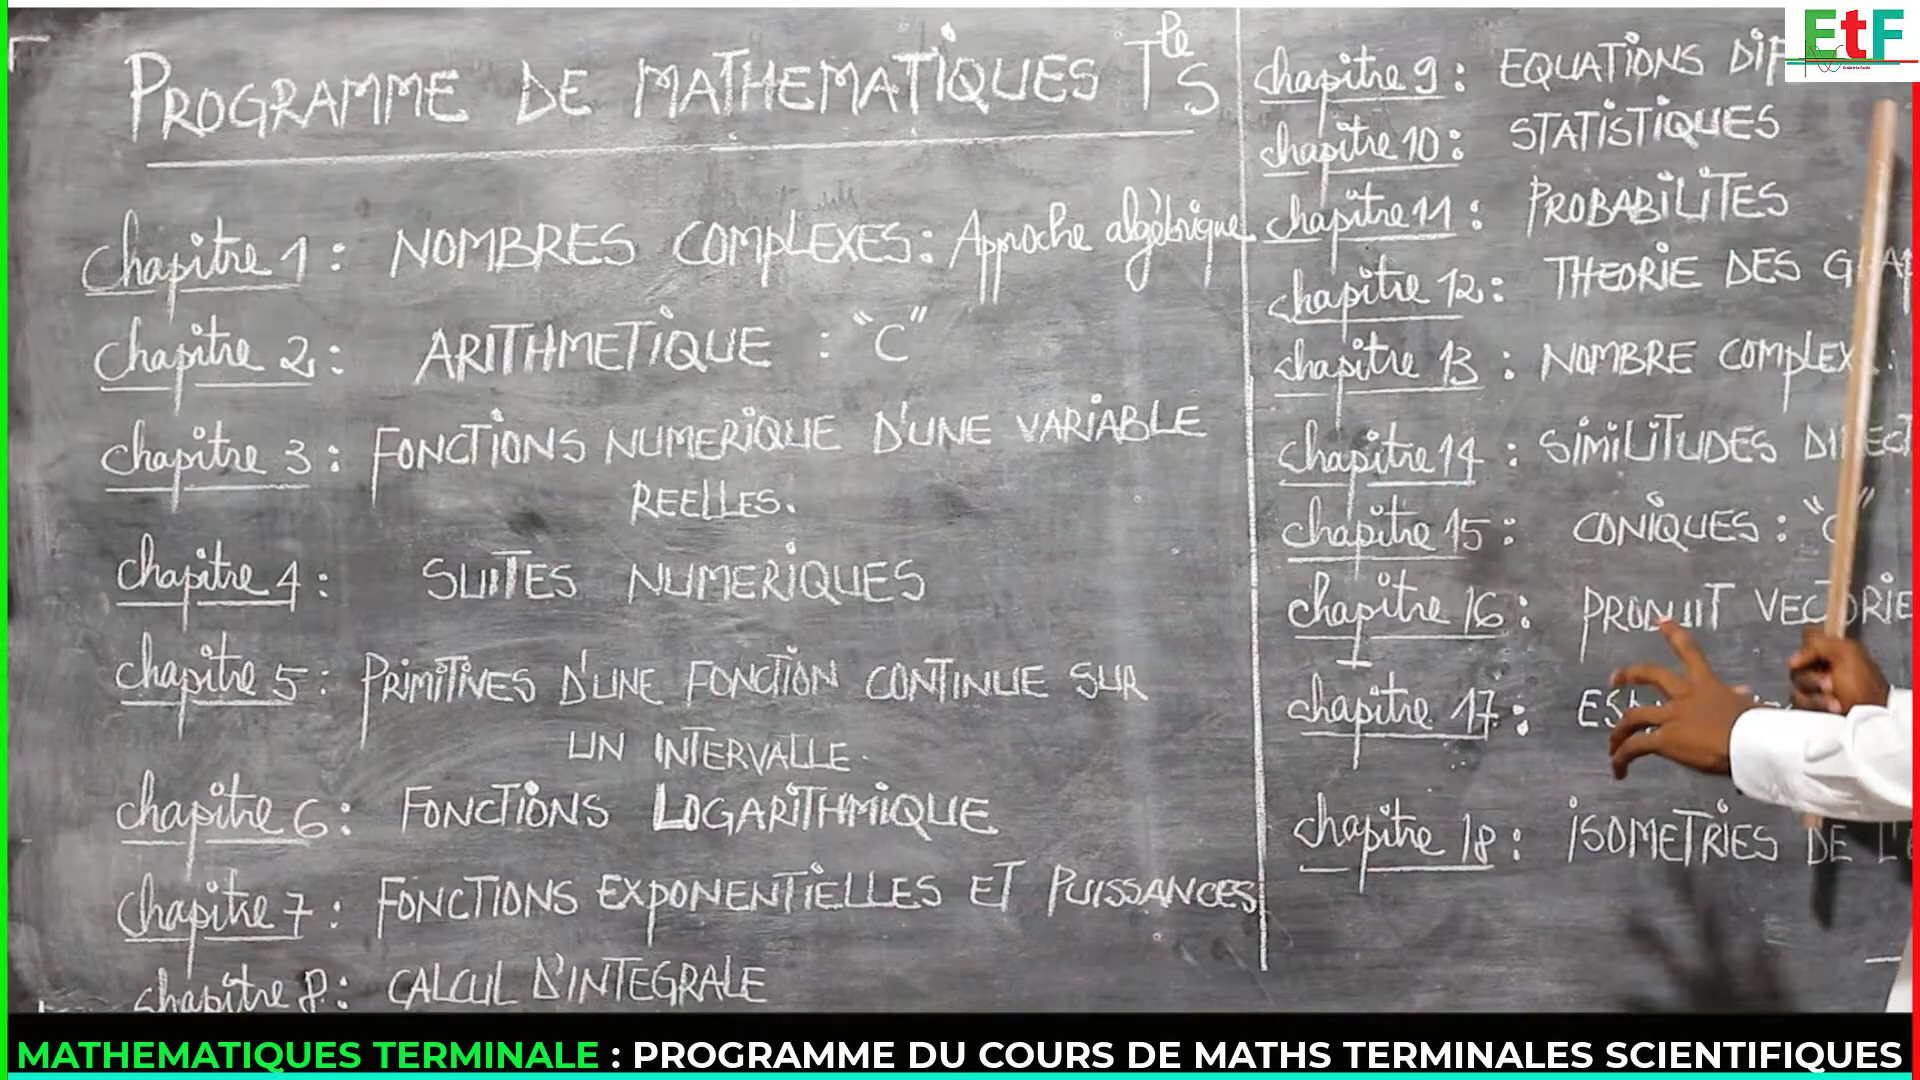 PROGRAMME DE MATHEMATIQUES Tle S
chapitre 1 : NOMBRES COMPLEXES : Approche algébrique
chapitre 2 : ARITHMETIQUE : "C"
chapitre 3 : FONCTIONS NUMERIQUE D'UNE VARIABLE
REELLES.
chapitre 4 : SUITES NUMERIQUES
chapitre 5 : PRIMITIVES D'UNE FONCTION CONTINUE SUR
UN INTERVALLE.
chapitre 6 : FONCTIONS LOGARITHMIQUE
chapitre 7 : FONCTIONS EXPONENTIELLES ET PUISSANCES
chapitre 8 : CALCUL D'INTEGRALE
chapitre 9 : EQUATIONS DIF
chapitre 10 : STATISTIQUES
chapitre 11 : PROBABILITES
chapitre 12 : THEORIE DES
chapitre 13 : NOMBRE COMPLEX
chapitre 14 : SIMILITUDES
chapitre 15 : CONIQUES : "C"
chapitre 16 : PRODUIT VECTORIE
chapitre 17 :
chapitre 18 : ISOMETRIES DE L'
EtF
MATHEMATIQUES TERMINALE : PROGRAMME DU COURS DE MATHS TERMINALES SCIENTIFIQUES